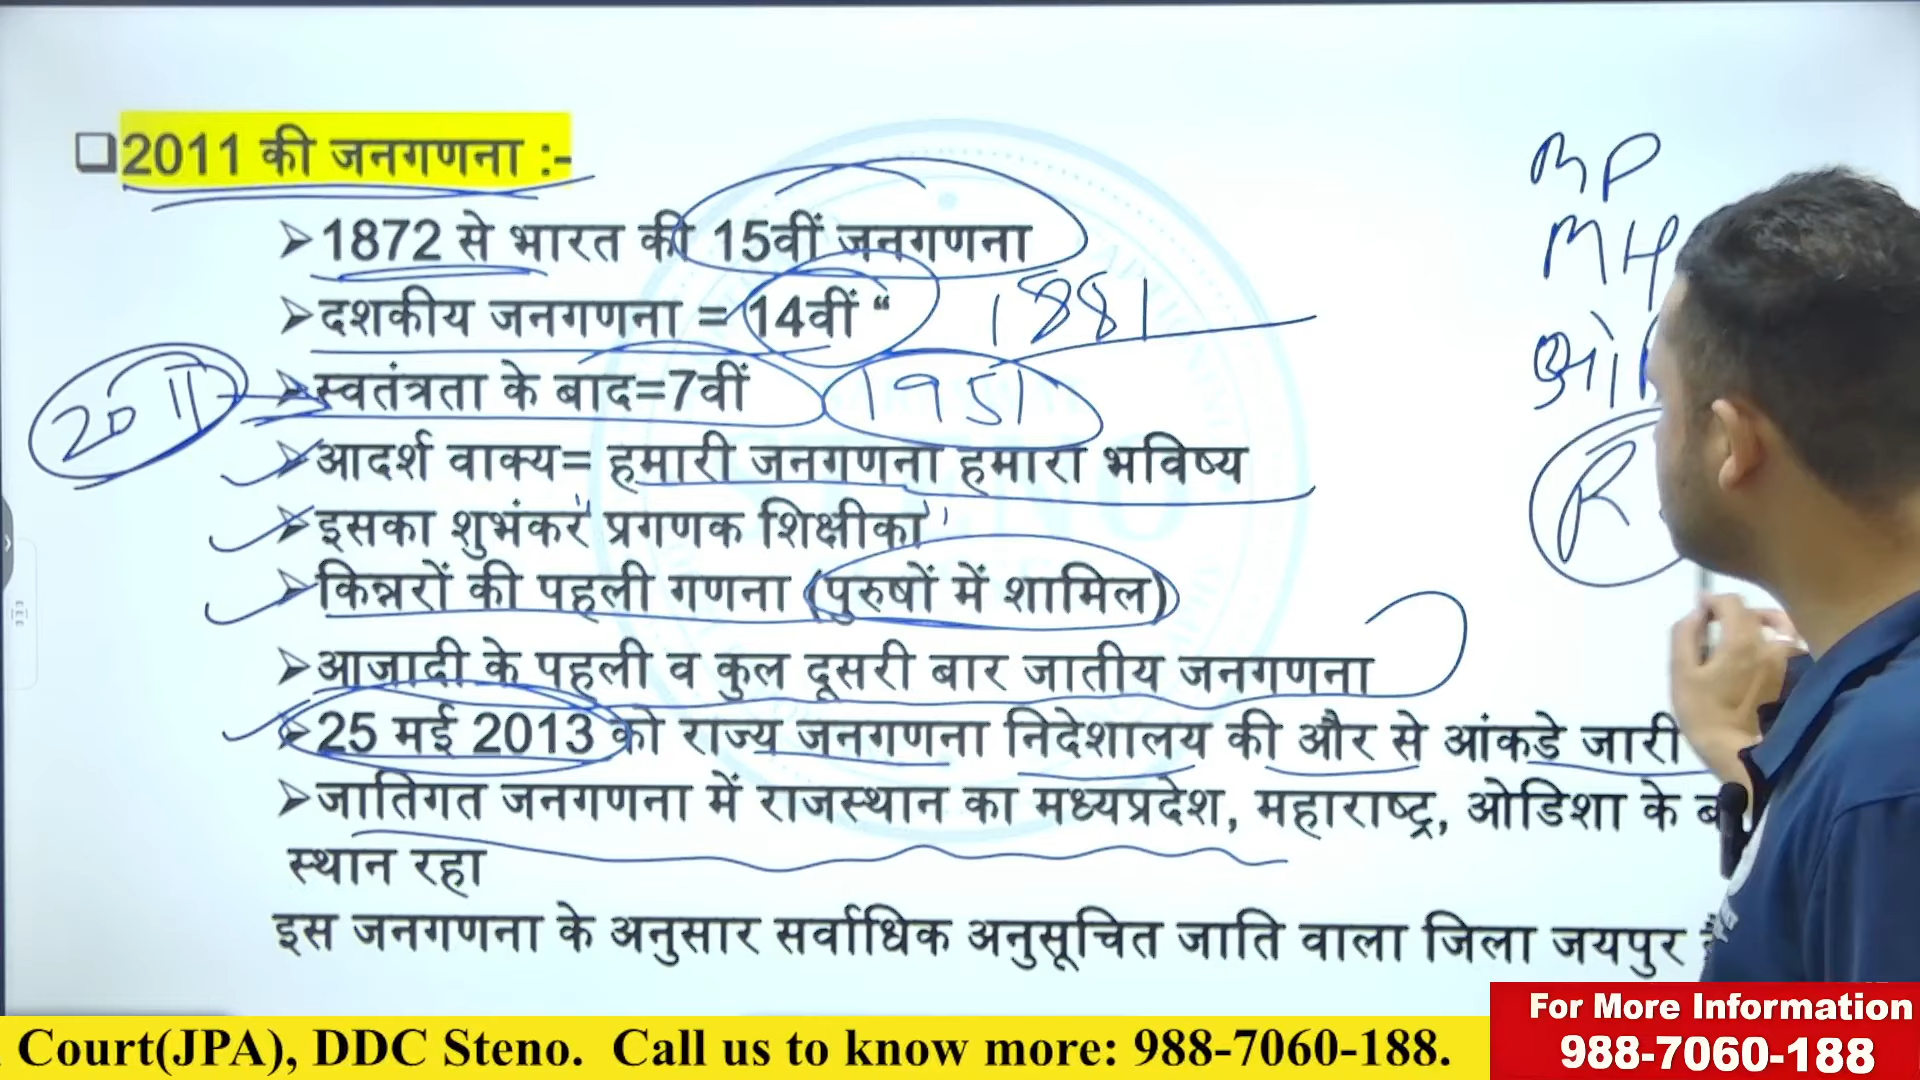 2011 की जनगणना :-
1872 से भारत की 15वीं जनगणना
दशकीय जनगणना = 14वीं “ 1881
2011 स्वतंत्रता के बाद=7वीं 1951
आदर्श वाक्य= हमारी जनगणना हमारा भविष्य
इसका शुभंकर प्रगणक शिक्षीका
किन्नरों की पहली गणना (पुरुषों में शामिल)
आजादी के पहली व कुल दूसरी बार जातीय जनगणना
25 मई 2013 को राज्य जनगणना निदेशालय की और से आंकडे जारी
जातिगत जनगणना में राजस्थान का मध्यप्रदेश, महाराष्ट्र, ओडिशा के
स्थान रहा
इस जनगणना के अनुसार सर्वाधिक अनुसूचित जाति वाला जिला जयपुर
MP
MH
R
Court(JPA), DDC Steno. Call us to know more: 988-7060-188.
For More Information
988-7060-188